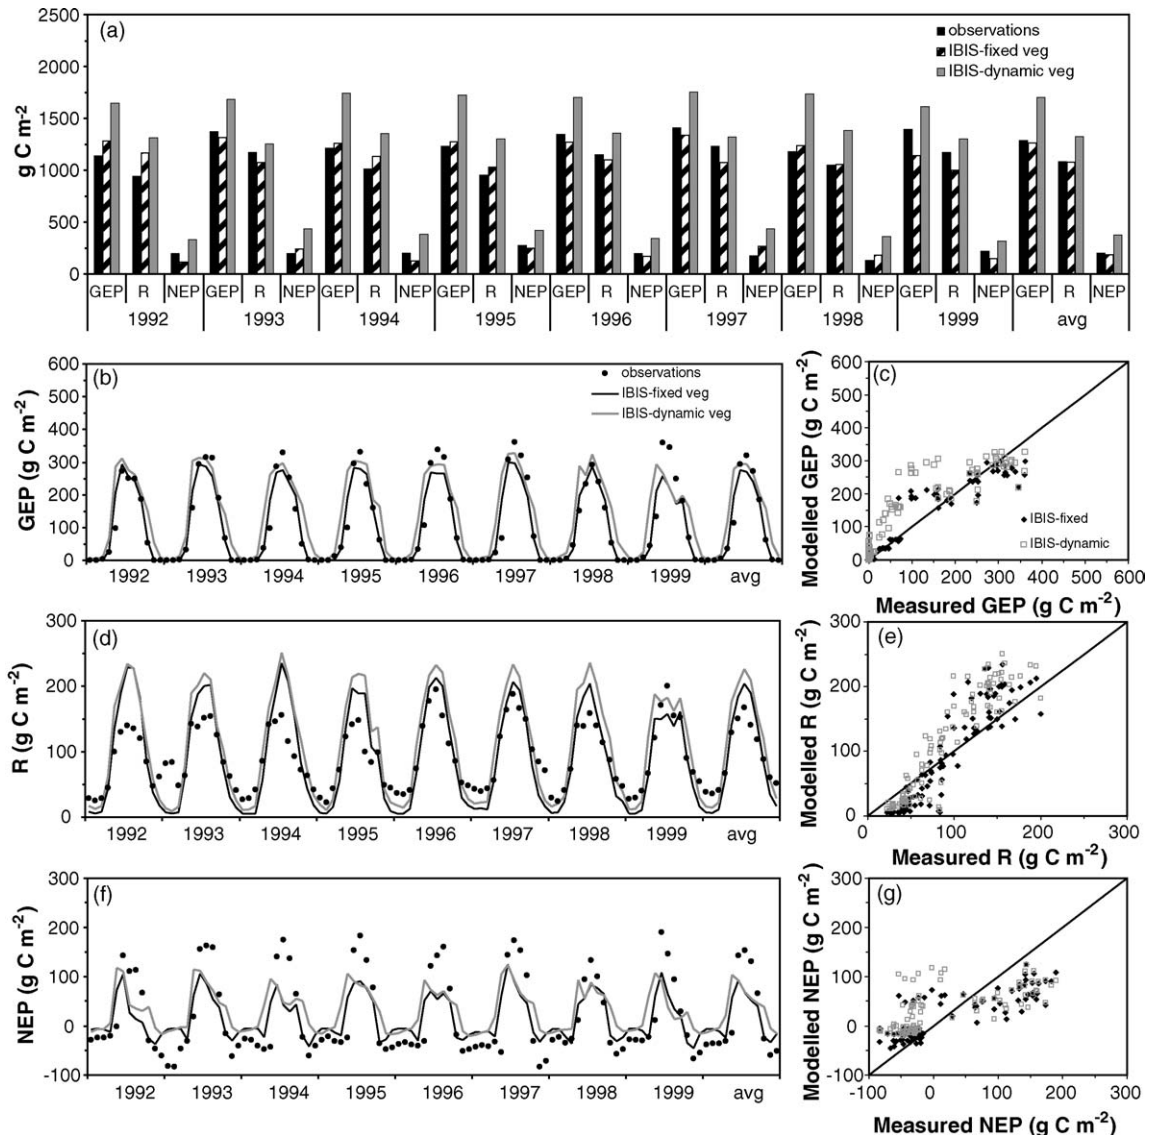 (a)
observations
IBIS-fixed veg
IBIS-dynamic veg
g C m-2
2500
2000
1500
1000
500
0
GEP R NEP GEP R NEP GEP R NEP GEP R NEP GEP R NEP GEP R NEP GEP R NEP GEP R NEP GEP R NEP
1992 1993 1994 1995 1996 1997 1998 1999 avg
(b)
observations
IBIS-fixed veg
IBIS-dynamic veg
GEP (g C m-2)
600
500
400
300
200
100
0
1992 1993 1994 1995 1996 1997 1998 1999 avg
(c)
Modelled GEP (g C m-2)
600
500
400
300
200
100
0
IBIS-fixed
IBIS-dynamic
0 100 200 300 400 500 600
Measured GEP (g C m-2)
(d)
R (g C m-2)
300
200
100
0
1992 1993 1994 1995 1996 1997 1998 1999 avg
(e)
Modelled R (g C m-2)
300
200
100
0
0 100 200 300
Measured R (g C m-2)
(f)
NEP (g C m-2)
300
200
100
0
-100
1992 1993 1994 1995 1996 1997 1998 1999 avg
(g)
Modelled NEP (g C m-2)
300
200
100
0
-100
-100 0 100 200 300
Measured NEP (g C m-2)